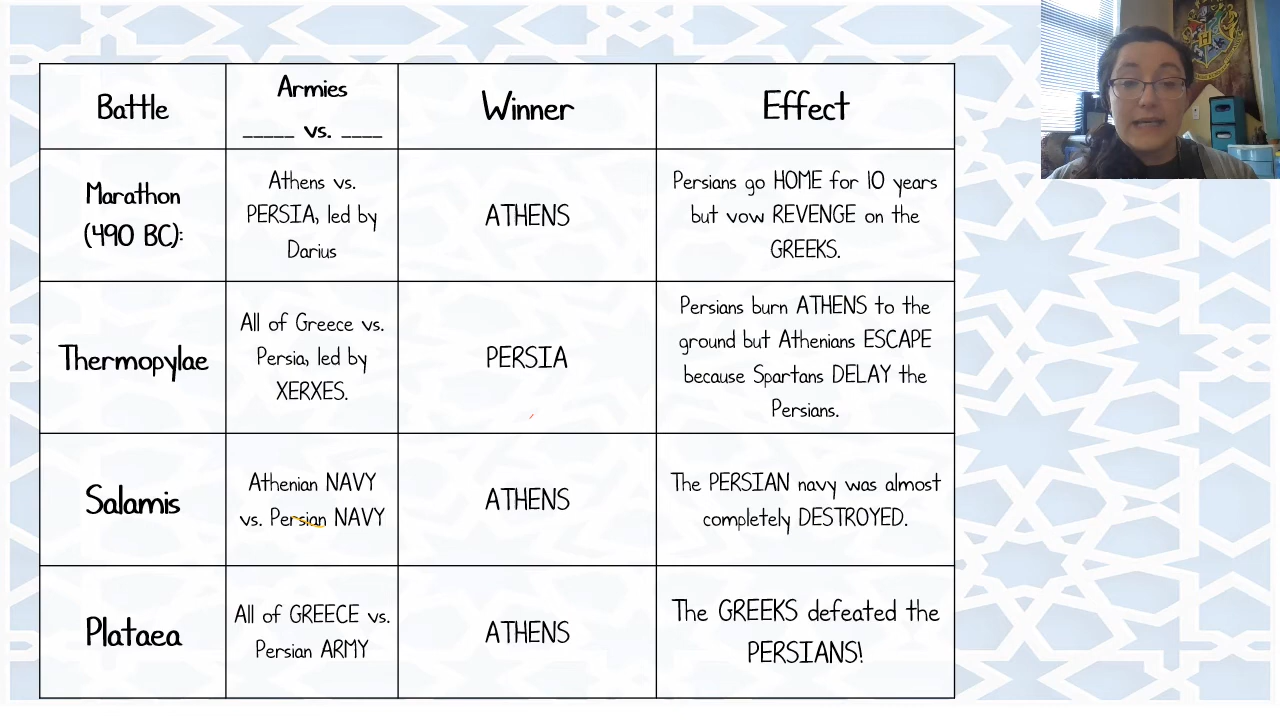 Battle
Armies
_____ vs. ____
Winner
Effect
Marathon
(490 BC):
Athens vs.
PERSIA, led by
Darius
ATHENS
Persians go HOME for 10 years
but vow REVENGE on the
GREEKS.
Thermopylae
All of Greece vs.
Persia, led by
XERXES.
PERSIA
Persians burn ATHENS to the
ground but Athenians ESCAPE
because Spartans DELAY the
Persians.
Salamis
Athenian NAVY
vs. Persian NAVY
ATHENS
The PERSIAN navy was almost
completely DESTROYED.
Plataea
All of GREECE vs.
Persian ARMY
ATHENS
The GREEKS defeated the
PERSIANS!